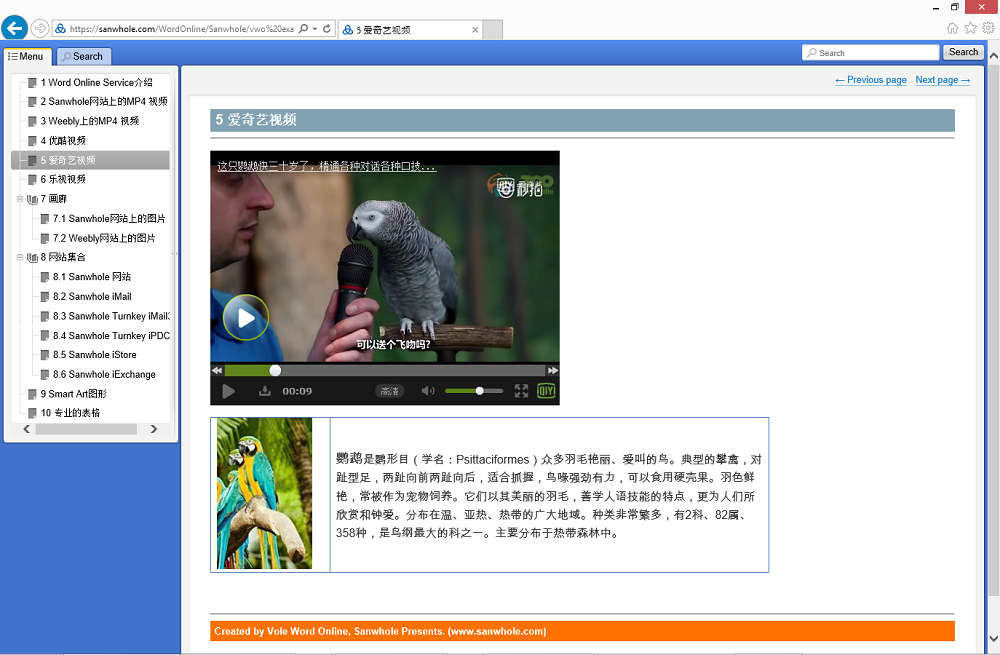 https://sanwhole.com/WordOnline/Sanwhole/vwo%20exa
5 爱奇艺视频
Menu
Search
Search
Search
← Previous page Next page →
1 Word Online Service介绍
2 Sanwhole网站上的MP4 视频
3 Weebly上的MP4 视频
4 优酷视频
5 爱奇艺视频
6 乐视视频
7 画廊
7.1 Sanwhole网站上的图片
7.2 Weebly网站上的图片
8 网站集合
8.1 Sanwhole 网站
8.2 Sanwhole iMail
8.3 Sanwhole Turnkey iMail
8.4 Sanwhole Turnkey iPDC
8.5 Sanwhole iStore
8.6 Sanwhole iExchange
9 Smart Art图形
10 专业的表格
5 爱奇艺视频
这只鹦鹉快三十岁了，精通各种对话各种口技...
秒拍
可以送个飞吻吗?
00:09
高清
QIY
鹦鹉是鹦形目（学名：Psittaciformes）众多羽毛艳丽、爱叫的鸟。典型的攀禽，对
趾型足，两趾向前两趾向后，适合抓握，鸟喙强劲有力，可以食用硬壳果。羽色鲜
艳，常被作为宠物饲养。它们以其美丽的羽毛，善学人语技能的特点，更为人们所
欣赏和钟爱。分布在温、亚热、热带的广大地域。种类非常繁多，有2科、82属、
358种，是鸟纲最大的科之一。主要分布于热带森林中。
Created by Vole Word Online, Sanwhole Presents. (www.sanwhole.com)